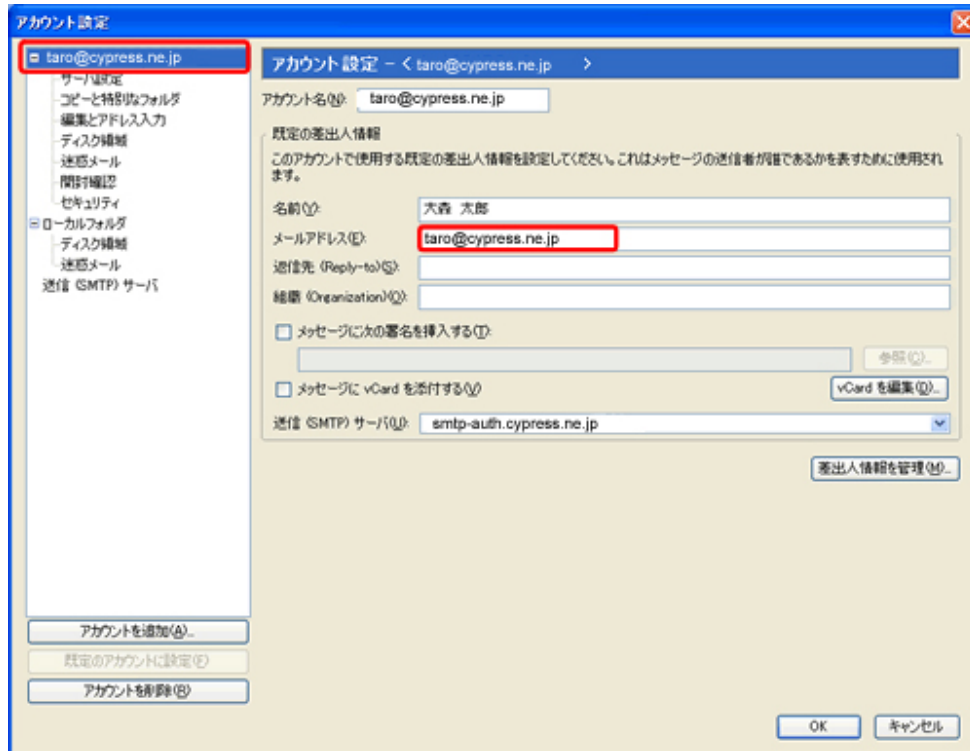 アカウント設定
taro@cypress.ne.jp
サーバ設定
コピーと特別なフォルダ
編集とアドレス入力
ディスク領域
迷惑メール
開封確認
セキュリティ
ローカルフォルダ
ディスク領域
迷惑メール
送信 (SMTP) サーバ
アカウントを追加(A)...
既定のアカウントに設定(F)
アカウントを削除(R)
アカウント設定 - < taro@cypress.ne.jp >
アカウント名(N): taro@cypress.ne.jp
既定の差出人情報
このアカウントで使用する既定の差出人情報を設定してください。これはメッセージの送信者が誰であるかを表すために使用され
ます。
名前(Y): 大森 太郎
メールアドレス(E): taro@cypress.ne.jp
返信先 (Reply-to)(S):
組織 (Organization)(O):
メッセージに次の署名を挿入する(T):
参照(C)...
メッセージに vCard を添付する(V)
vCard を編集(D)...
送信 (SMTP) サーバ(U): smtp-auth.cypress.ne.jp
差出人情報を管理(M)...
OK キャンセル